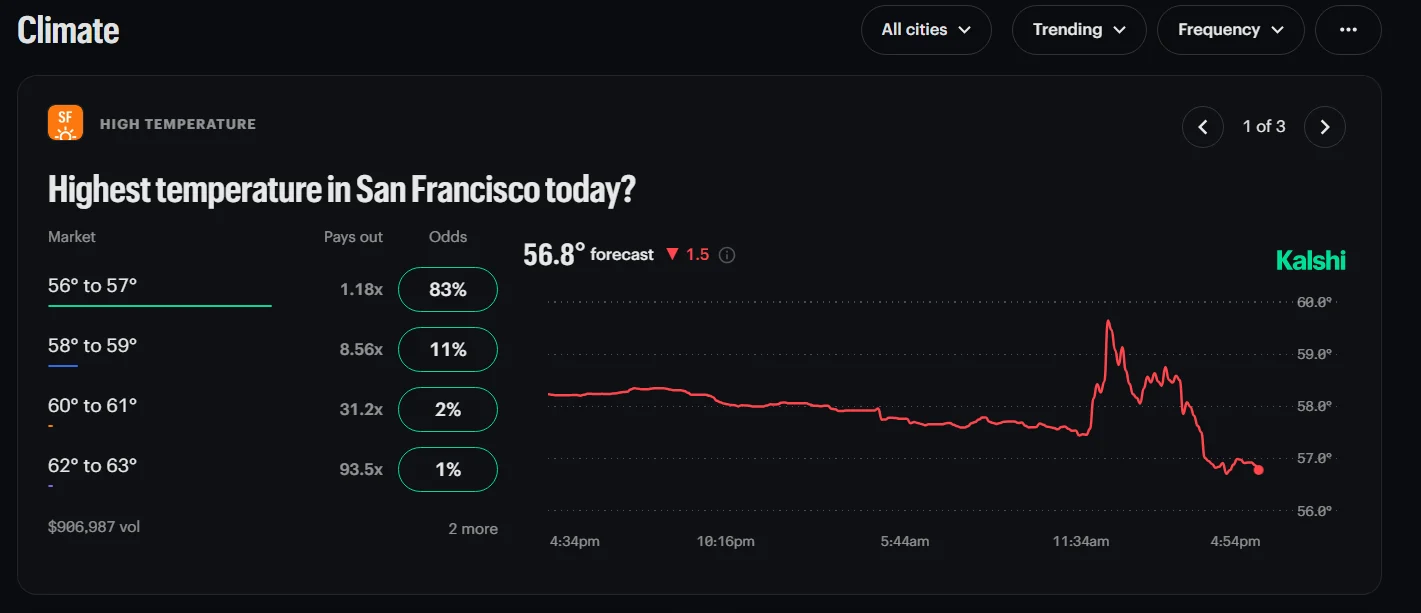 Climate
All cities
Trending
Frequency
SF
HIGH TEMPERATURE
1 of 3
Highest temperature in San Francisco today?
Market Pays out Odds
56° to 57° 1.18x 83%
58° to 59° 8.56x 11%
60° to 61° 31.2x 2%
62° to 63° 93.5x 1%
$906,987 vol 2 more
56.8° forecast ▼ 1.5
Kalshi
60.0°
59.0°
58.0°
57.0°
56.0°
4:34pm 10:16pm 5:44am 11:34am 4:54pm